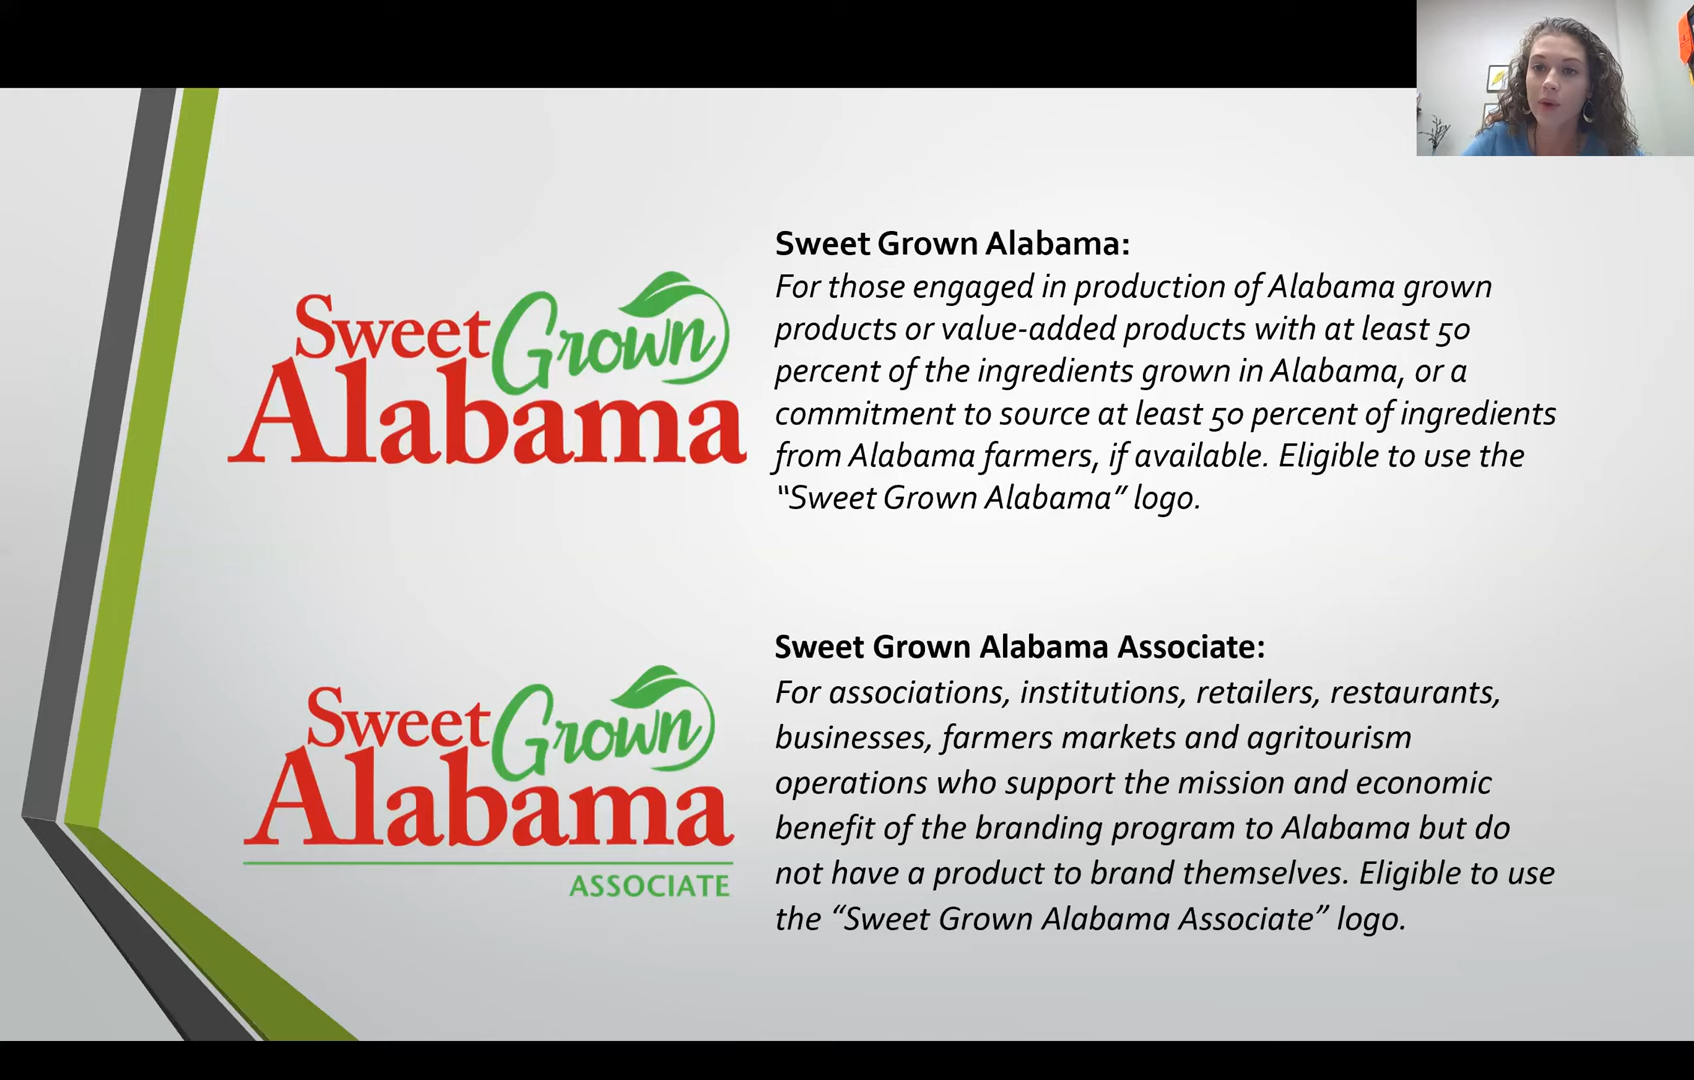 Sweet Grown
Alabama
Sweet Grown Alabama:
For those engaged in production of Alabama grown
products or value-added products with at least 50
percent of the ingredients grown in Alabama, or a
commitment to source at least 50 percent of ingredients
from Alabama farmers, if available. Eligible to use the
“Sweet Grown Alabama” logo.
Sweet Grown
Alabama
ASSOCIATE
Sweet Grown Alabama Associate:
For associations, institutions, retailers, restaurants,
businesses, farmers markets and agritourism
operations who support the mission and economic
benefit of the branding program to Alabama but do
not have a product to brand themselves. Eligible to use
the “Sweet Grown Alabama Associate” logo.